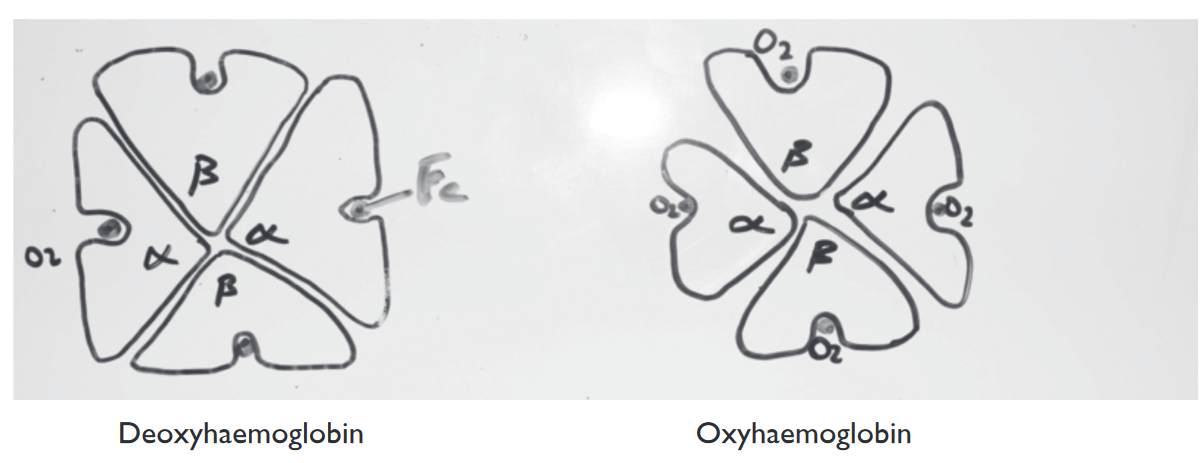 β
Fe
O2
α
α
β
O2
β
O2
α
α
O2
β
O2
Deoxyhaemoglobin
Oxyhaemoglobin